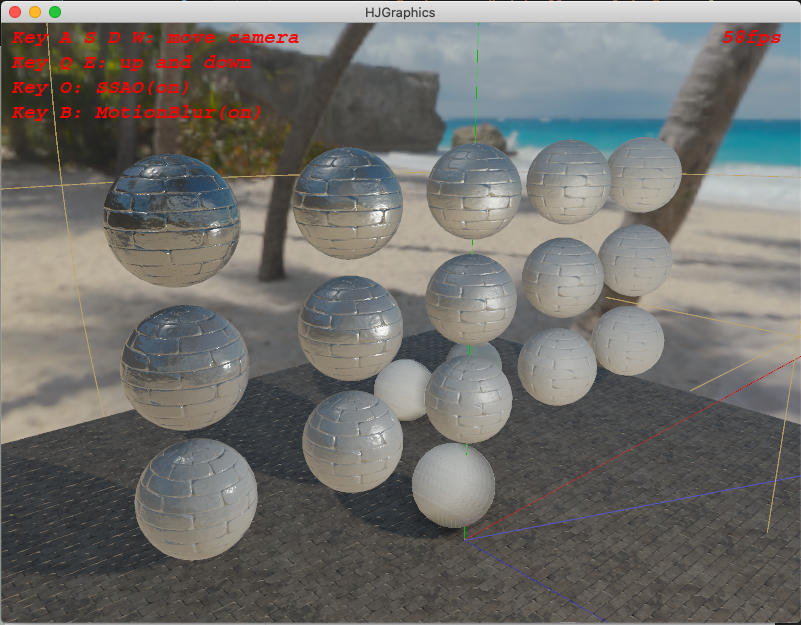 HJGraphics
Key A S D W: move camera
58fps
Key Q E: up and down
Key O: SSAO(on)
Key B: MotionBlur(on)